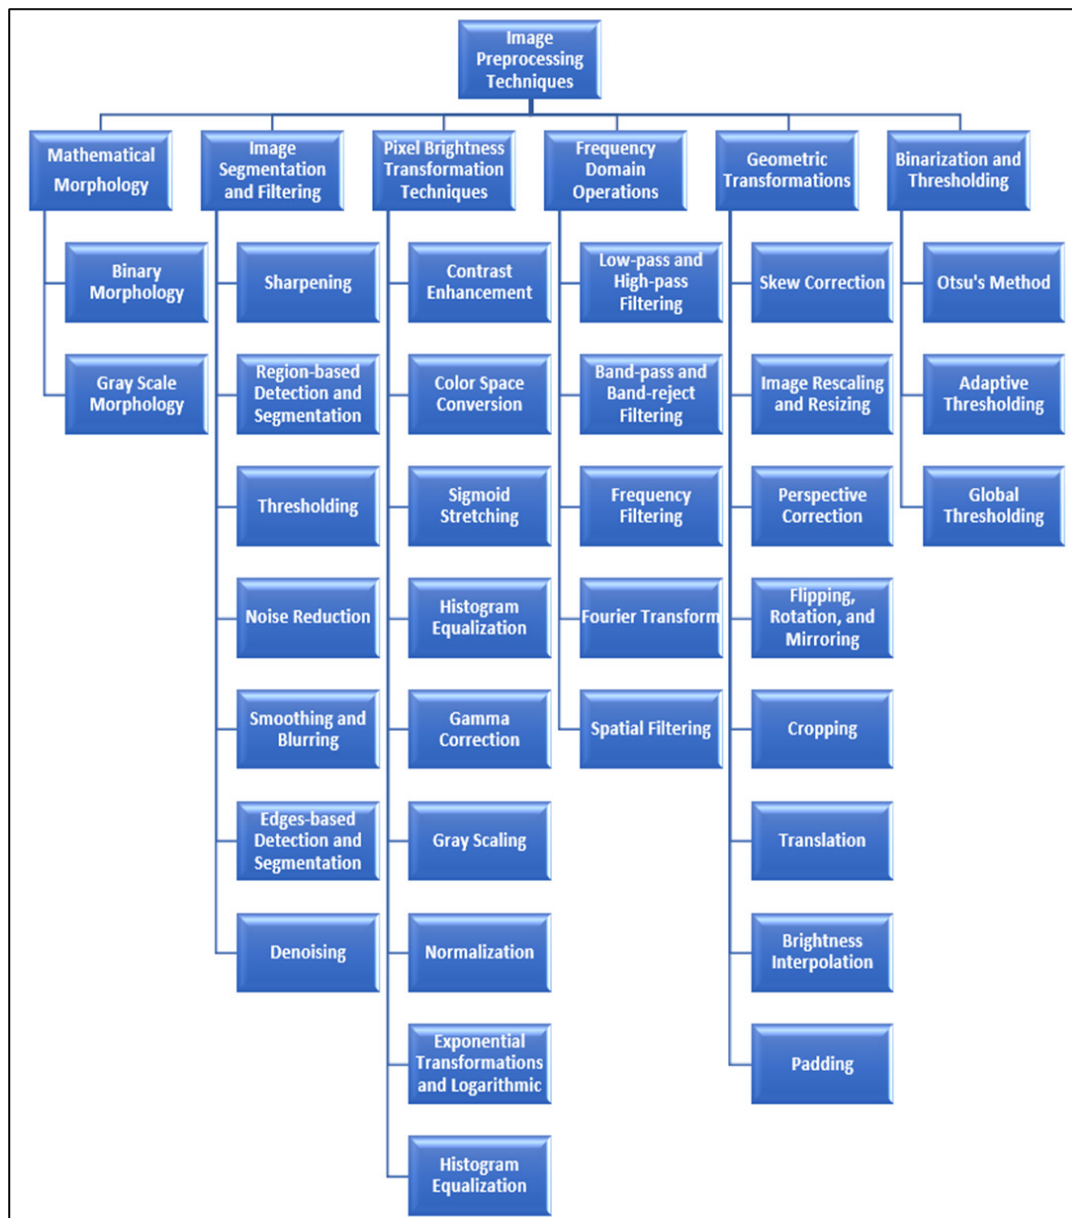 Image
Preprocessing
Techniques
Mathematical
Morphology
Binary
Morphology
Gray Scale
Morphology
Image
Segmentation
and Filtering
Sharpening
Region-based
Detection and
Segmentation
Thresholding
Noise Reduction
Smoothing and
Blurring
Edges-based
Detection and
Segmentation
Denoising
Pixel Brightness
Transformation
Techniques
Contrast
Enhancement
Color Space
Conversion
Sigmoid
Stretching
Histogram
Equalization
Gamma
Correction
Gray Scaling
Normalization
Exponential
Transformations
and Logarithmic
Histogram
Equalization
Frequency
Domain
Operations
Low-pass and
High-pass
Filtering
Band-pass and
Band-reject
Filtering
Frequency
Filtering
Fourier Transform
Spatial Filtering
Geometric
Transformations
Skew Correction
Image Rescaling
and Resizing
Perspective
Correction
Flipping,
Rotation, and
Mirroring
Cropping
Translation
Brightness
Interpolation
Padding
Binarization and
Thresholding
Otsu's Method
Adaptive
Thresholding
Global
Thresholding